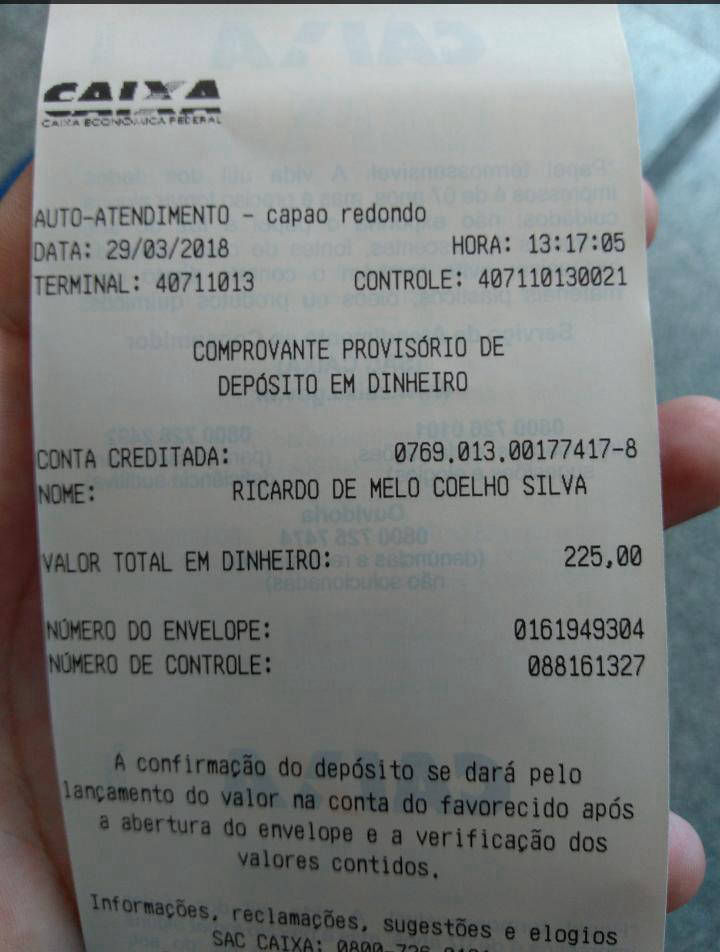 CAIXA
CAIXA ECONÔMICA FEDERAL
AUTO-ATENDIMENTO - capao redondo
DATA: 29/03/2018 HORA: 13:17:05
TERMINAL: 40711013 CONTROLE: 407110130021
COMPROVANTE PROVISÓRIO DE
DEPÓSITO EM DINHEIRO
CONTA CREDITADA: 0769.013.00177417-8
NOME: RICARDO DE MELO COELHO SILVA
VALOR TOTAL EM DINHEIRO: 225,00
NÚMERO DO ENVELOPE: 0161949304
NÚMERO DE CONTROLE: 088161327
A confirmação do depósito se dará pelo
lançamento do valor na conta do favorecido após
a abertura do envelope e a verificação dos
valores contidos.
Informações, reclamações, sugestões e elogios
SAC CAIXA: 0800-726-0101